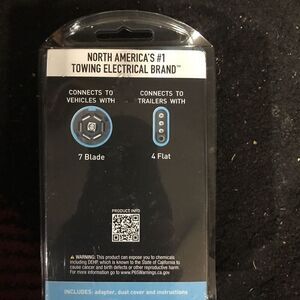 NORTH AMERICA'S #1
TOWING ELECTRICAL BRAND™
CONNECTS TO
VEHICLES WITH
CONNECTS TO
TRAILERS WITH
7 Blade
4 Flat
PRODUCT INFO
⚠ WARNING: This product can expose you to chemicals
including DEHP, which is known to the State of California to
cause cancer and birth defects or other reproductive harm.
For more information go to www.P65Warnings.ca.gov
INCLUDES: adapter, dust cover and instructions